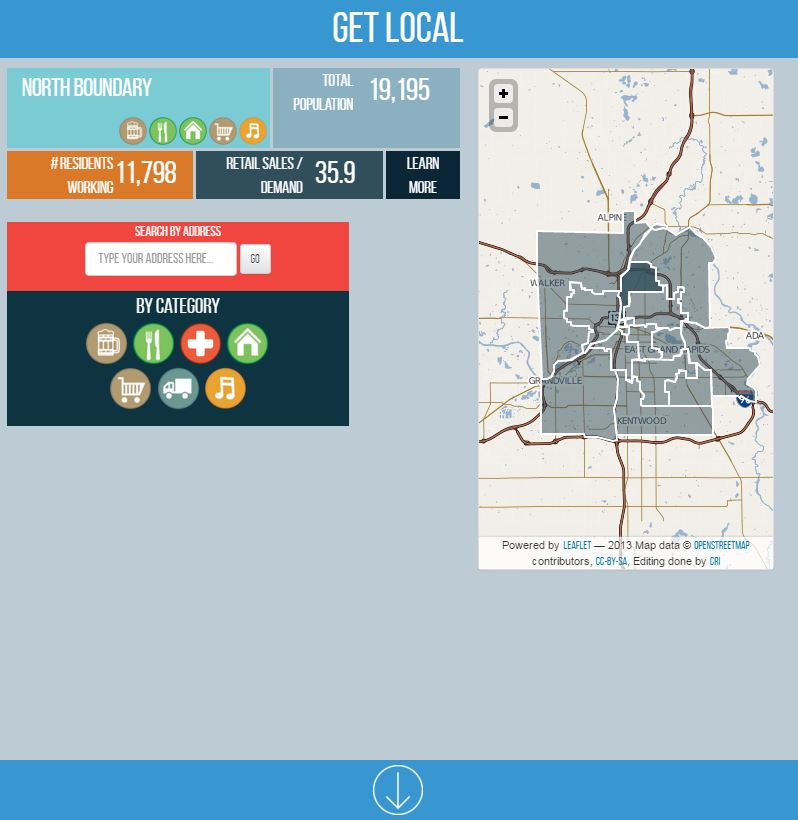 GET LOCAL
NORTH BOUNDARY
TOTAL
POPULATION
19,195
# RESIDENTS
WORKING
11,798
RETAIL SALES /
DEMAND
35.9
LEARN
MORE
SEARCH BY ADDRESS
TYPE YOUR ADDRESS HERE...
GO
BY CATEGORY
+
−
ALPINE
WALKER
13
ADA
EAST GRAND RAPIDS
GRANDVILLE
96
KENTWOOD
Powered by LEAFLET — 2013 Map data © OPENSTREETMAP
contributors, CC-BY-SA, Editing done by CRI